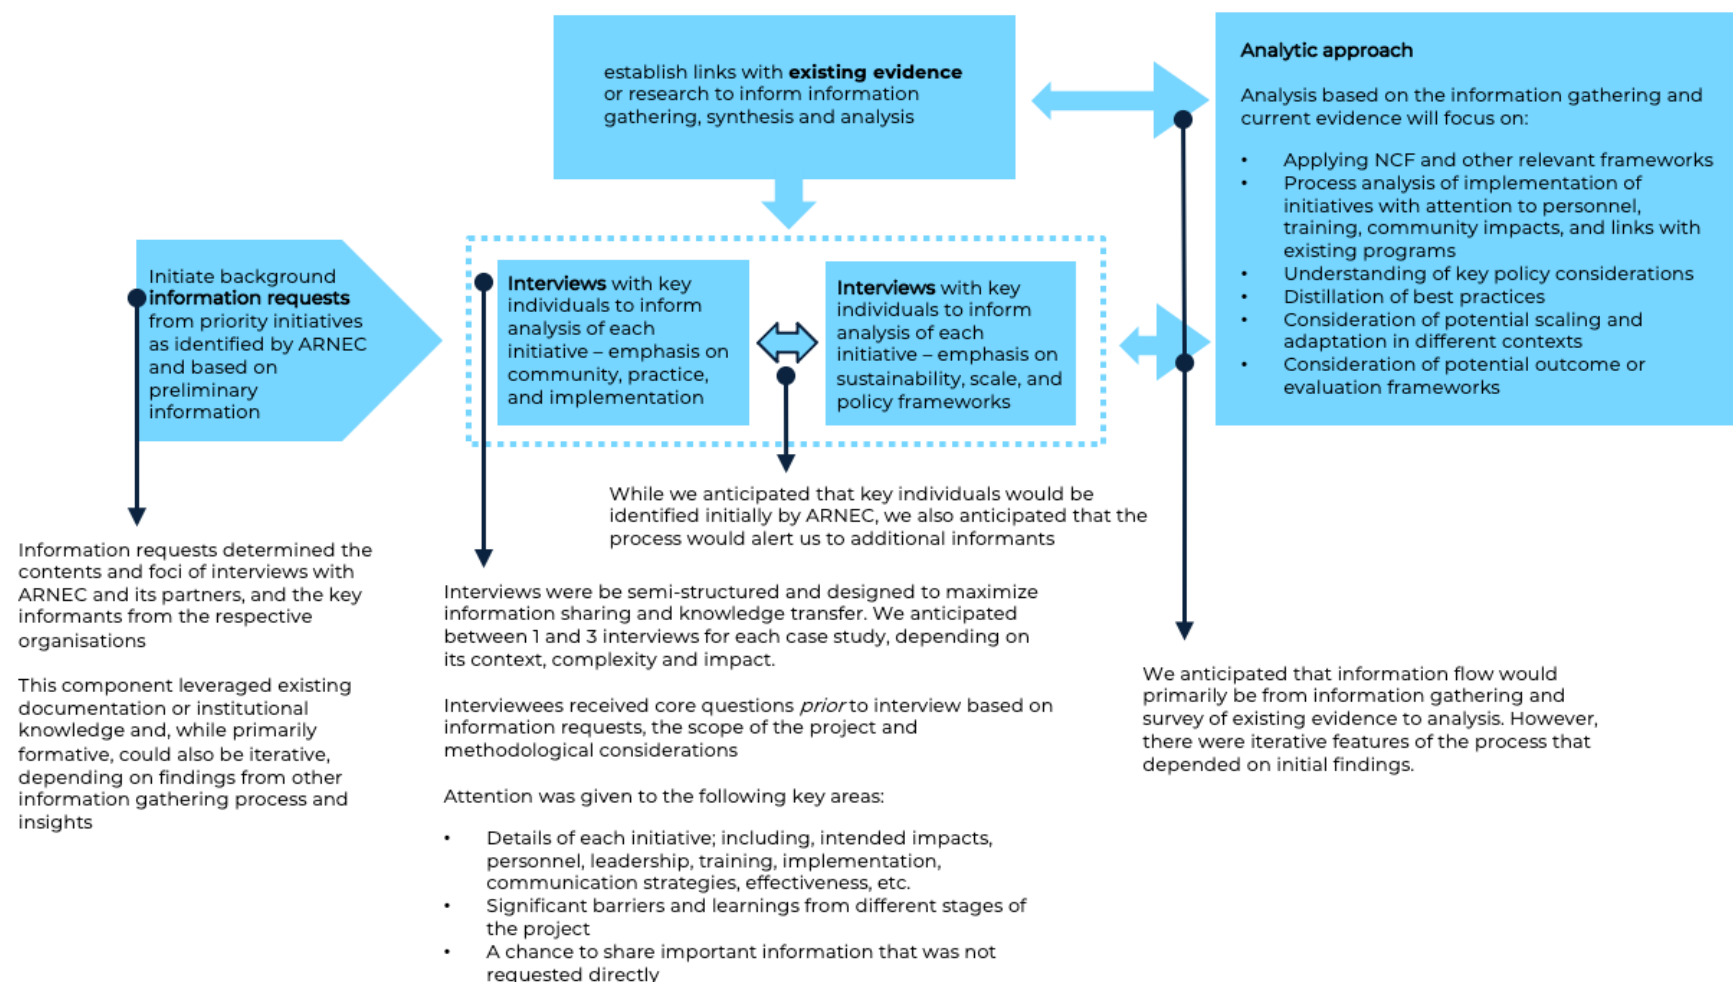 establish links with existing evidence
or research to inform information
gathering, synthesis and analysis
Analytic approach
Analysis based on the information gathering and
current evidence will focus on:
• Applying NCF and other relevant frameworks
• Process analysis of implementation of
initiatives with attention to personnel,
training, community impacts, and links with
existing programs
• Understanding of key policy considerations
• Distillation of best practices
• Consideration of potential scaling and
adaptation in different contexts
• Consideration of potential outcome or
evaluation frameworks
Initiate background
information requests
from priority initiatives
as identified by ARNEC
and based on
preliminary
information
Interviews with key
individuals to inform
analysis of each
initiative – emphasis on
community, practice,
and implementation
Interviews with key
individuals to inform
analysis of each
initiative – emphasis on
sustainability, scale, and
policy frameworks
While we anticipated that key individuals would be
identified initially by ARNEC, we also anticipated that the
process would alert us to additional informants
Information requests determined the
contents and foci of interviews with
ARNEC and its partners, and the key
informants from the respective
organisations
This component leveraged existing
documentation or institutional
knowledge and, while primarily
formative, could also be iterative,
depending on findings from other
information gathering process and
insights
Interviews were be semi-structured and designed to maximize
information sharing and knowledge transfer. We anticipated
between 1 and 3 interviews for each case study, depending on
its context, complexity and impact.
Interviewees received core questions prior to interview based on
information requests, the scope of the project and
methodological considerations
Attention was given to the following key areas:
• Details of each initiative; including, intended impacts,
personnel, leadership, training, implementation,
communication strategies, effectiveness, etc.
• Significant barriers and learnings from different stages of
the project
• A chance to share important information that was not
requested directly
We anticipated that information flow would
primarily be from information gathering and
survey of existing evidence to analysis. However,
there were iterative features of the process that
depended on initial findings.